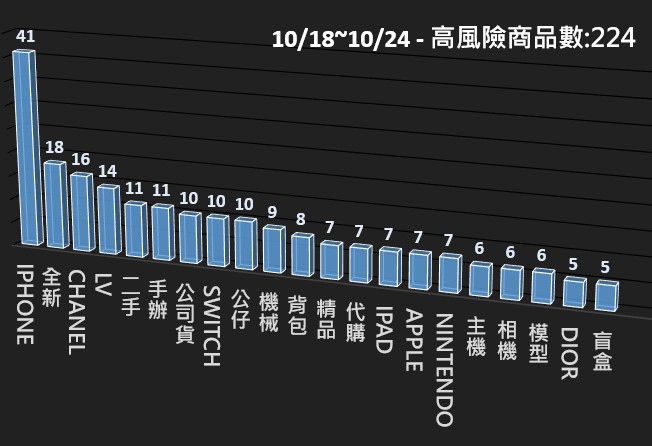 10/18~10/24 - 高風險商品數:224
41
18
16
14
11
11
10
10
10
9
8
7
7
7
7
7
6
6
6
5
5
IPHONE
全新
CHANEL
LV
二手
手辦
公司貨
SWITCH
公仔
機械
背包
精品
代購
IPAD
APPLE
NINTENDO
主機
相機
模型
DIOR
盲盒